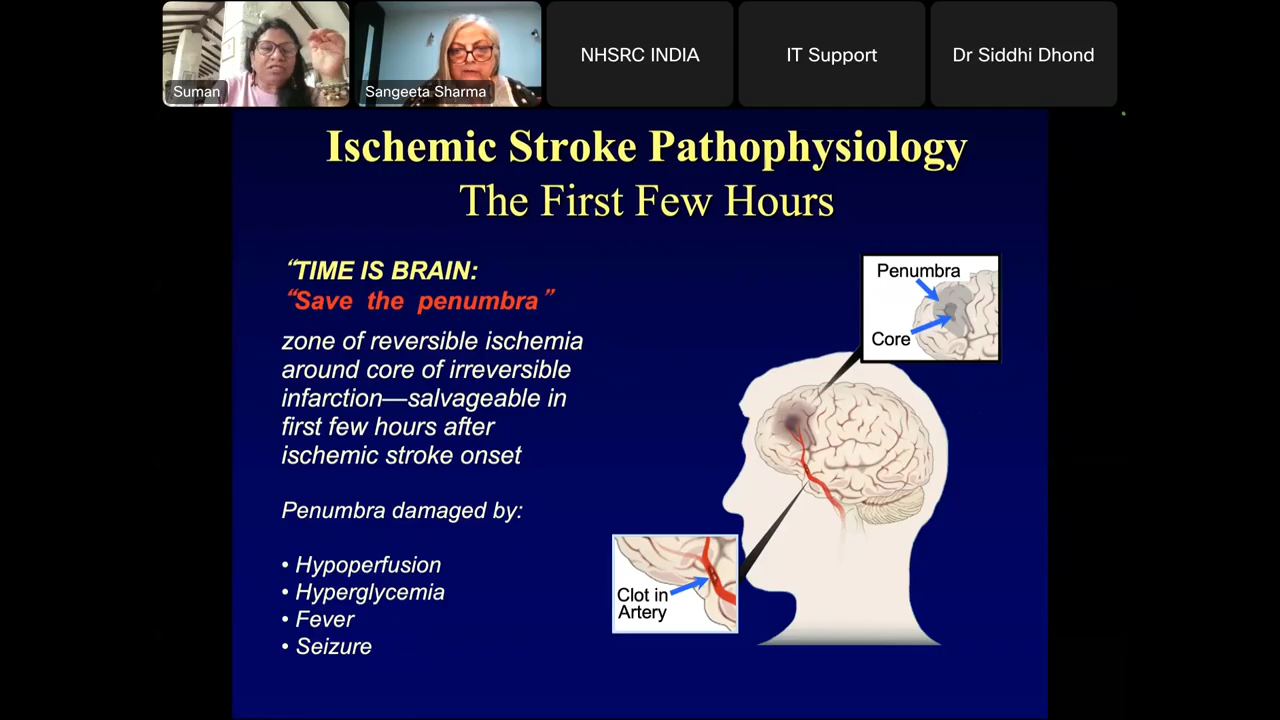 Suman
Sangeeta Sharma
NHSRC INDIA
IT Support
Dr Siddhi Dhond
Ischemic Stroke Pathophysiology
The First Few Hours
“TIME IS BRAIN:
“Save the penumbra”
zone of reversible ischemia
around core of irreversible
infarction—salvageable in
first few hours after
ischemic stroke onset
Penumbra damaged by:
• Hypoperfusion
• Hyperglycemia
• Fever
• Seizure
Penumbra
Core
Clot in
Artery